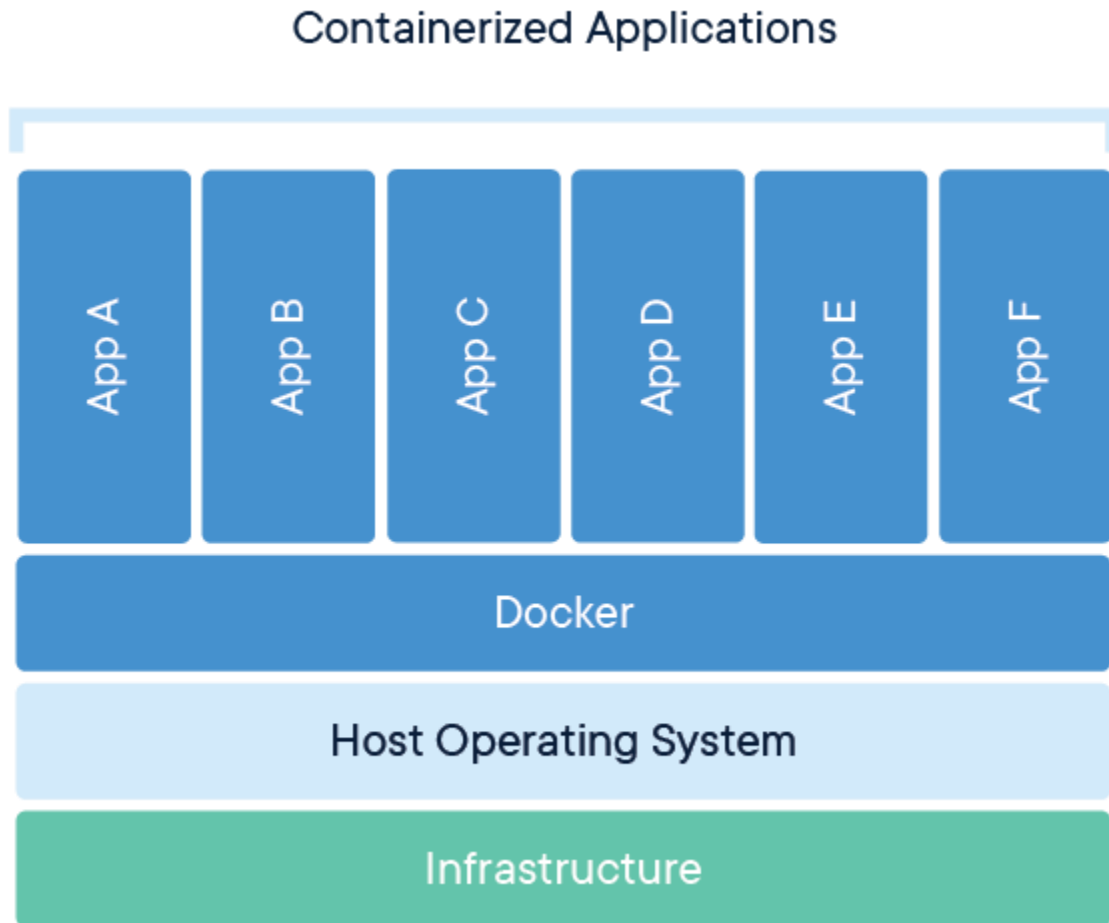 Containerized Applications
App A
App B
App C
App D
App E
App F
Docker
Host Operating System
Infrastructure